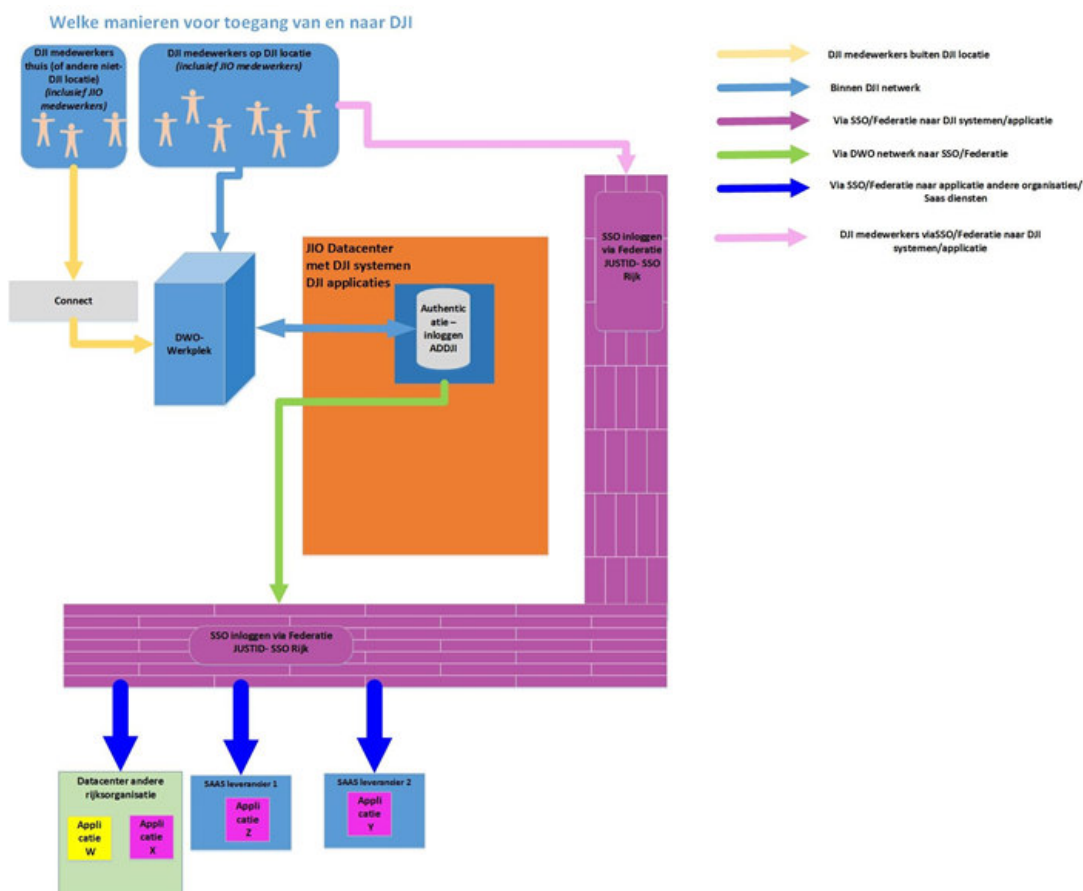 Welke manieren voor toegang van en naar DJI
DJI medewerkers
thuis (of andere niet-
DJI locatie)
(inclusief JIO
medewerkers)
DJI medewerkers op DJI locatie
(inclusief JIO medewerkers)
DJI medewerkers buiten DJI locatie
Binnen DJI netwerk
Via SSO/Federatie naar DJI systemen/applicatie
Via DWO netwerk naar SSO/Federatie
Via SSO/Federatie naar applicatie andere organisaties/
Saas diensten
DJI medewerkers viaSSO/Federatie naar DJI
systemen/applicatie
SSO inloggen
via Federatie
JUSTID- SSO
Rijk
JIO Datacenter
met DJI systemen
DJI applicaties
Connect
DWO-
Werkplek
Authentic
atie –
inloggen
ADDJI
SSO inloggen via Federatie
JUSTID- SSO Rijk
Datacenter andere
rijksorganisatie
Appli
catie
W
Appli
catie
X
SAAS leverancier 1
Appli
catie
Z
SAAS leverancier 2
Appli
catie
Y